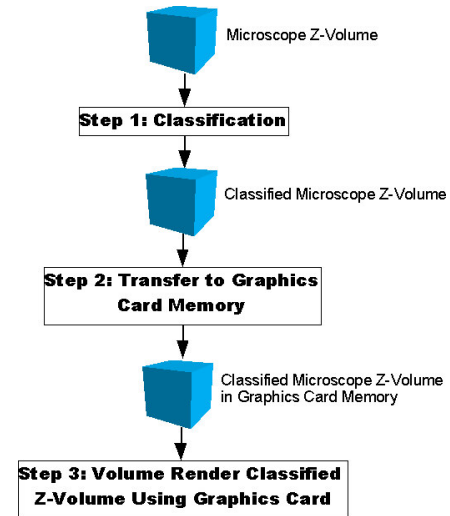 Microscope Z-Volume
Step 1: Classification
Classified Microscope Z-Volume
Step 2: Transfer to Graphics
Card Memory
Classified Microscope Z-Volume
in Graphics Card Memory
Step 3: Volume Render Classified
Z-Volume Using Graphics Card